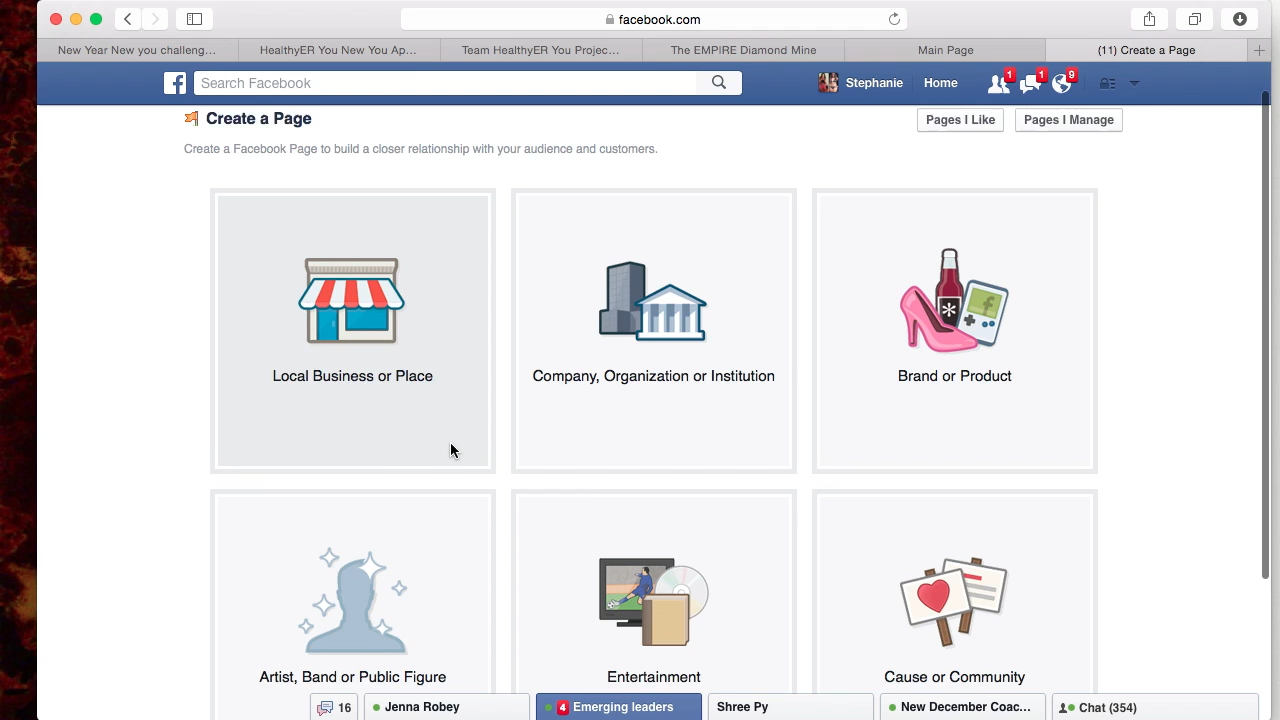 facebook.com
New Year New you challeng...
HealthyER You New You Ap...
Team HealthyER You Projec...
The EMPIRE Diamond Mine
Main Page
(11) Create a Page
Search Facebook
Stephanie
Home
1
1
9
Create a Page
Pages I Like
Pages I Manage
Create a Facebook Page to build a closer relationship with your audience and customers.
Local Business or Place
Company, Organization or Institution
Brand or Product
Artist, Band or Public Figure
Entertainment
Cause or Community
16
Jenna Robey
4 Emerging leaders
Shree Py
New December Coac...
Chat (354)